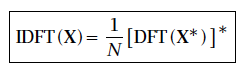 IDFT(X) = 1/N [DFT(X*)]*